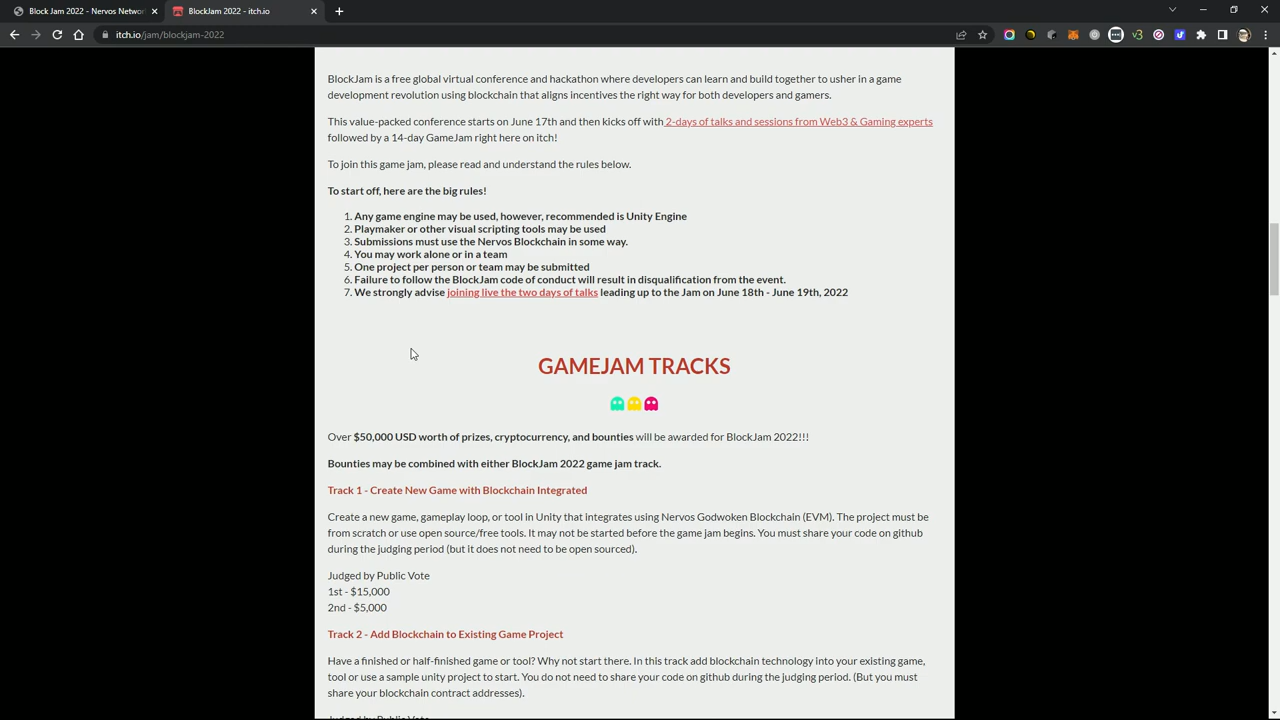 Block Jam 2022 - Nervos Networ
BlockJam 2022 - itch.io
itch.io/jam/blockjam-2022
BlockJam is a free global virtual conference and hackathon where developers can learn and build together to usher in a game
development revolution using blockchain that aligns incentives the right way for both developers and gamers.
This value-packed conference starts on June 17th and then kicks off with 2-days of talks and sessions from Web3 & Gaming experts
followed by a 14-day GameJam right here on itch!
To join this game jam, please read and understand the rules below.
To start off, here are the big rules!
1. Any game engine may be used, however, recommended is Unity Engine
2. Playmaker or other visual scripting tools may be used
3. Submissions must use the Nervos Blockchain in some way.
4. You may work alone or in a team
5. One project per person or team may be submitted
6. Failure to follow the BlockJam code of conduct will result in disqualification from the event.
7. We strongly advise joining live the two days of talks leading up to the Jam on June 18th - June 19th, 2022
GAMEJAM TRACKS
Over $50,000 USD worth of prizes, cryptocurrency, and bounties will be awarded for BlockJam 2022!!!
Bounties may be combined with either BlockJam 2022 game jam track.
Track 1 - Create New Game with Blockchain Integrated
Create a new game, gameplay loop, or tool in Unity that integrates using Nervos Godwoken Blockchain (EVM). The project must be
from scratch or use open source/free tools. It may not be started before the game jam begins. You must share your code on github
during the judging period (but it does not need to be open sourced).
Judged by Public Vote
1st - $15,000
2nd - $5,000
Track 2 - Add Blockchain to Existing Game Project
Have a finished or half-finished game or tool? Why not start there. In this track add blockchain technology into your existing game,
tool or use a sample unity project to start. You do not need to share your code on github during the judging period. (But you must
share your blockchain contract addresses).
Judged by Public Vote